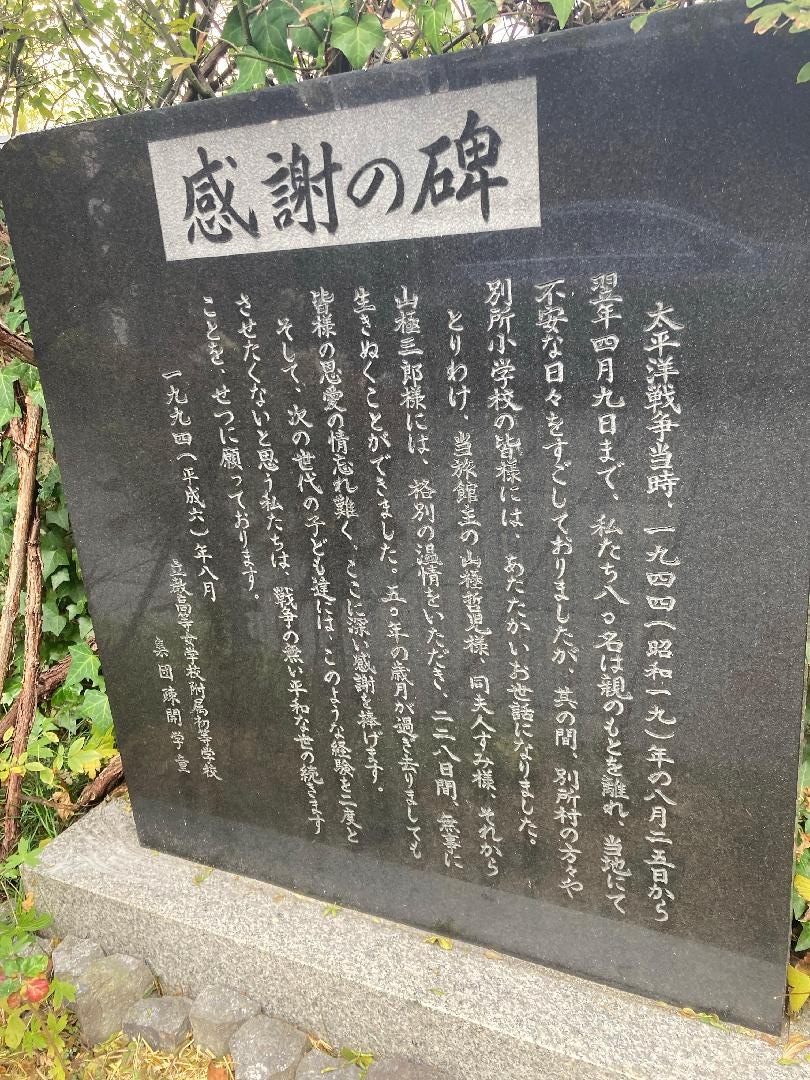 感謝の碑
太平洋戦争当時、一九四四(昭和一九)年の八月二五日から
翌年四月九日まで、私たち八〇名は親のもとを離れ、当地にて
不安な日々をすごしておりましたが、其の間、別所村の方々や
別所小学校の皆様には、あたたかいお世話になりました。
とりわけ、当旅館主の山極哲児様、同夫人すみ様、それから
山極三郎様には、格別の温情をいただき、二二八日間、無事に
生きぬくことができました。五〇年の歳月が過ぎ去りましても
皆様の恩愛の情忘れ難く、ここに深い感謝を捧げます。
そして、次の世代の子ども達には、このような経験を二度と
させたくないと思う私たちは、戦争の無い平和な世の続きます
ことを、せつに願っております。
一九九四(平成六)年八月
立教高等女学校附属初等学校
集団疎開学童